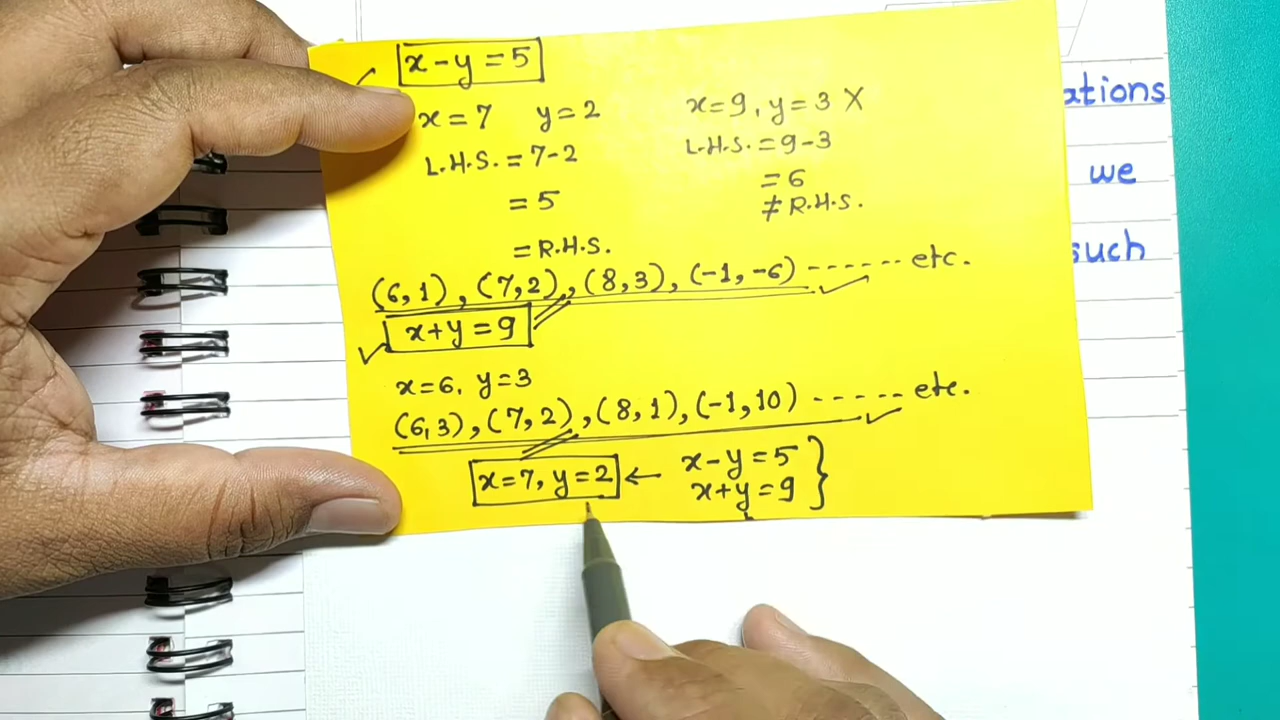 x-y=5
x=7 y=2
L.H.S. = 7-2
= 5
= R.H.S.
x=9, y=3 X
L.H.S. = 9-3
= 6
≠ R.H.S.
(6,1), (7,2), (8,3), (-1,-6) ------- etc.
x+y=9
x=6, y=3
(6,3), (7,2), (8,1), (-1,10) ----- etc.
x=7, y=2 ← x-y=5 }
x+y=9
ations
we
such